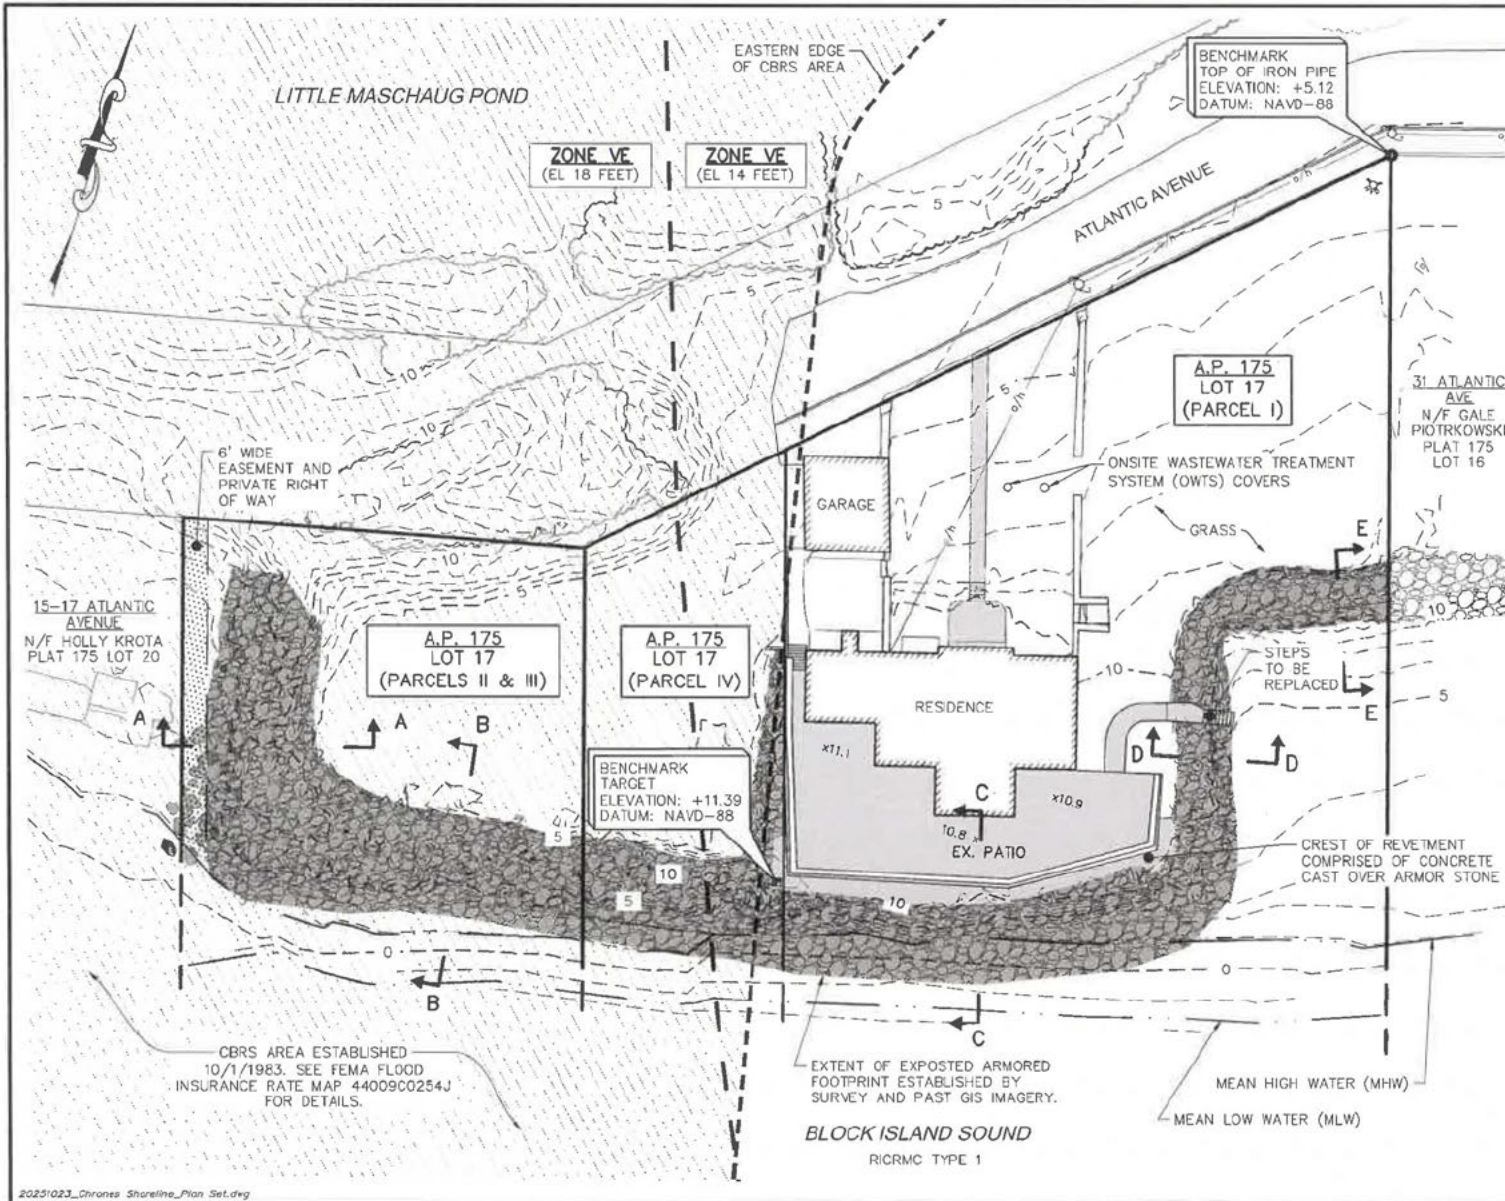 LITTLE MASCHAUG POND
EASTERN EDGE
OF CBRS AREA
BENCHMARK
TOP OF IRON PIPE
ELEVATION: +5.12
DATUM: NAVD-88
ZONE VE
(EL 18 FEET)
ZONE VE
(EL 14 FEET)
ATLANTIC AVENUE
5
5
o/h
o/h
10
10
10
5
5
o/h
o/h
A.P. 175
LOT 17
(PARCEL I)
31 ATLANTIC
AVE
N/F GALE
PIOTRKOWSKI
PLAT 175
LOT 16
6' WIDE
EASEMENT AND
PRIVATE RIGHT
OF WAY
GARAGE
ONSITE WASTEWATER TREATMENT
SYSTEM (OWTS) COVERS
GRASS
E
10
15-17 ATLANTIC
AVENUE
N/F HOLLY KROTA
PLAT 175 LOT 20
A.P. 175
LOT 17
(PARCELS II & III)
A.P. 175
LOT 17
(PARCEL IV)
STEPS
TO BE
REPLACED
10
5
E
RESIDENCE
A
A
B
D
D
x11.1
BENCHMARK
TARGET
ELEVATION: +11.39
DATUM: NAVD-88
C
x10.9
10.8 x
EX. PATIO
5
10
5
10
CREST OF REVETMENT
COMPRISED OF CONCRETE
CAST OVER ARMOR STONE
0
0
B
C
CBRS AREA ESTABLISHED
10/1/1983. SEE FEMA FLOOD
INSURANCE RATE MAP 44009C0254J
FOR DETAILS.
EXTENT OF EXPOSTED ARMORED
FOOTPRINT ESTABLISHED BY
SURVEY AND PAST GIS IMAGERY.
MEAN HIGH WATER (MHW)
MEAN LOW WATER (MLW)
BLOCK ISLAND SOUND
RICRMC TYPE 1
20251023_Chrones Shoreline_Plan Set.dwg